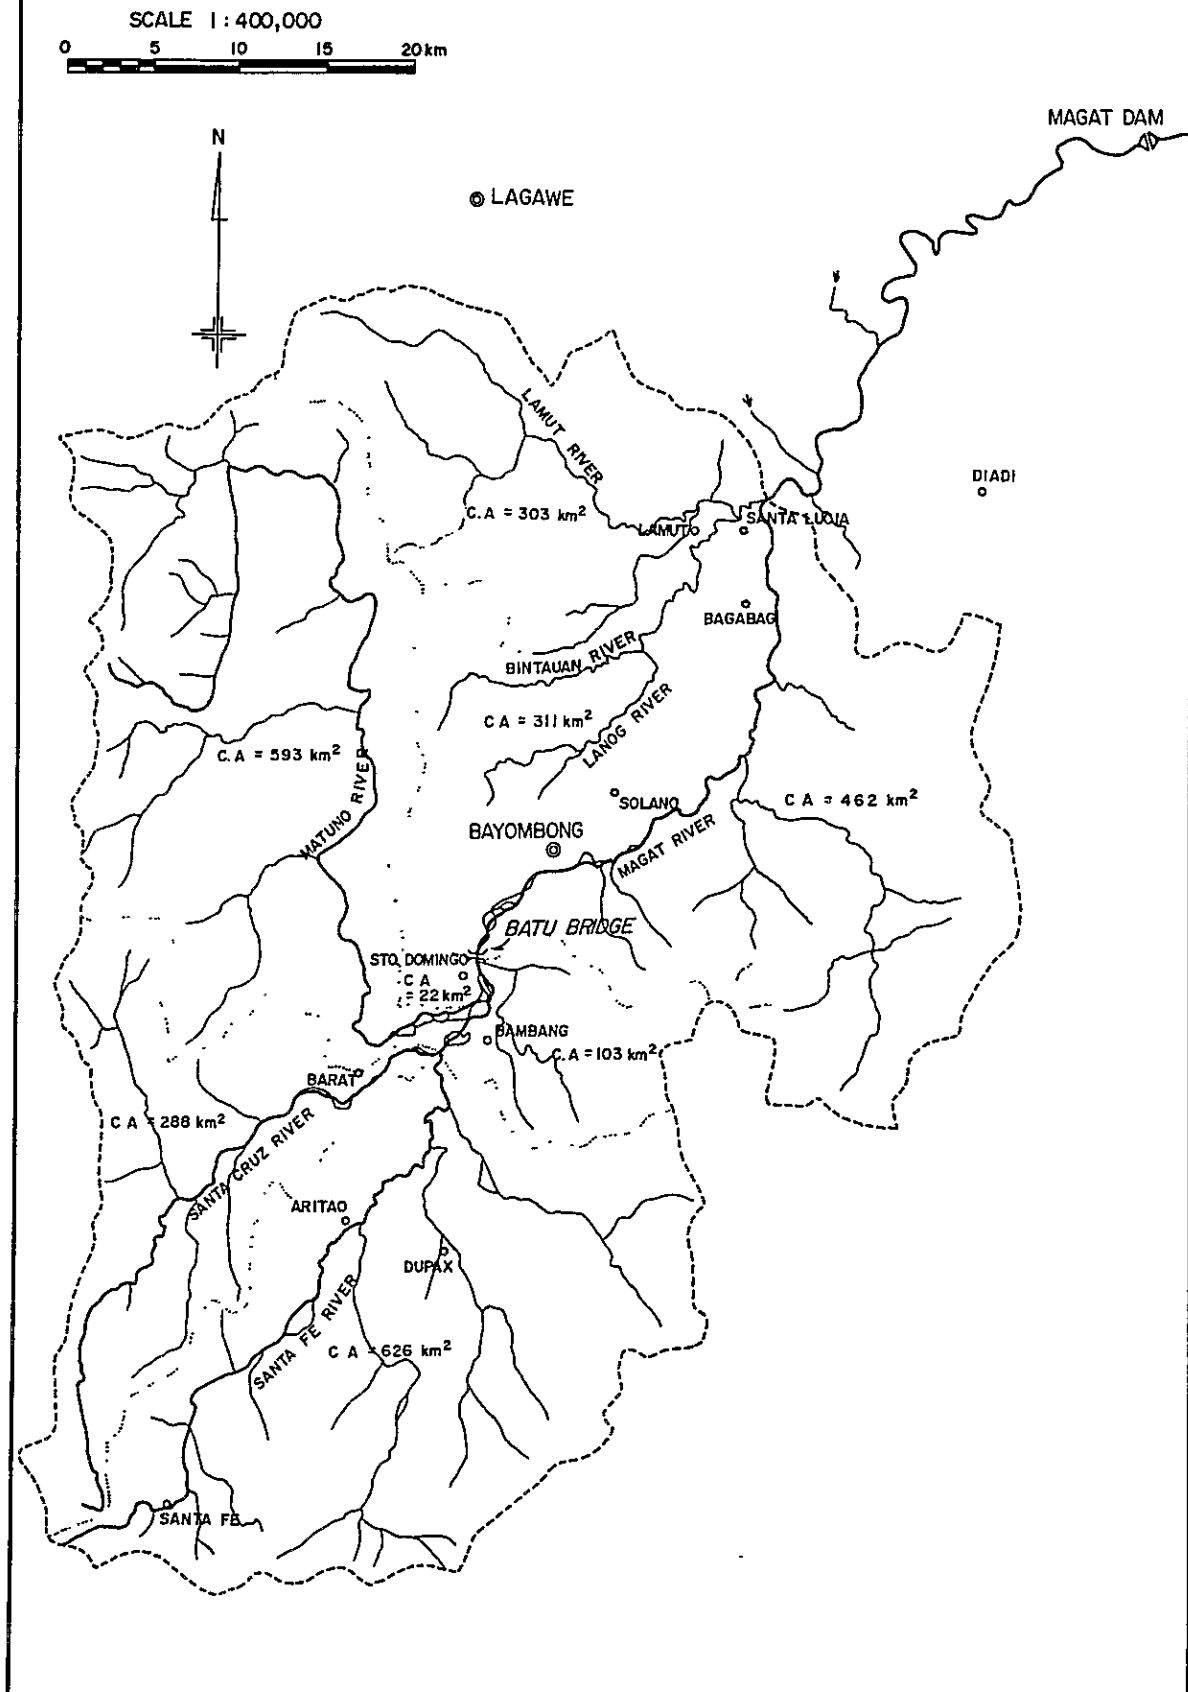 SCALE 1 : 400,000
0 5 10 15 20 km
MAGAT DAM
N
LAGAWE
LAMUT RIVER
DIADI
C.A = 303 km²
LAMUT
SANTA LUCIA
BAGABAG
BINTAUAN RIVER
C A = 311 km²
LANOG RIVER
C.A = 593 km²
MATUNO RIVER
SOLANO
C A = 462 km²
BAYOMBONG
MAGAT RIVER
BATU BRIDGE
STO. DOMINGO
C A
= 22 km²
BAMBANG
C.A = 103 km²
BARAT
C A = 288 km²
SANTA CRUZ RIVER
ARITAO
DUPAX
SANTA FE RIVER
C A = 626 km²
SANTA FE